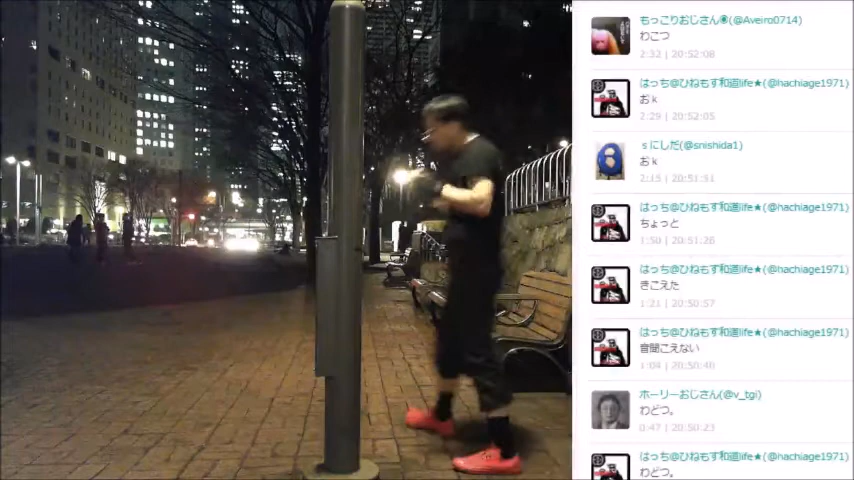 もっこりおじさん◉(@Aveiro0714)
わこつ
2:32 | 20:52:08
はっち@ひねもす和道life★(@hachiage1971)
おｋ
2:29 | 20:52:05
ｓにしだ(@snishida1)
おｋ
2:15 | 20:51:51
はっち@ひねもす和道life★(@hachiage1971)
ちょっと
1:50 | 20:51:26
はっち@ひねもす和道life★(@hachiage1971)
きこえた
1:21 | 20:50:57
はっち@ひねもす和道life★(@hachiage1971)
音聞こえない
1:04 | 20:50:40
ホーリーおじさん(@v_tgi)
わどつ。
0:47 | 20:50:23
はっち@ひねもす和道life★(@hachiage1971)
わどつ。